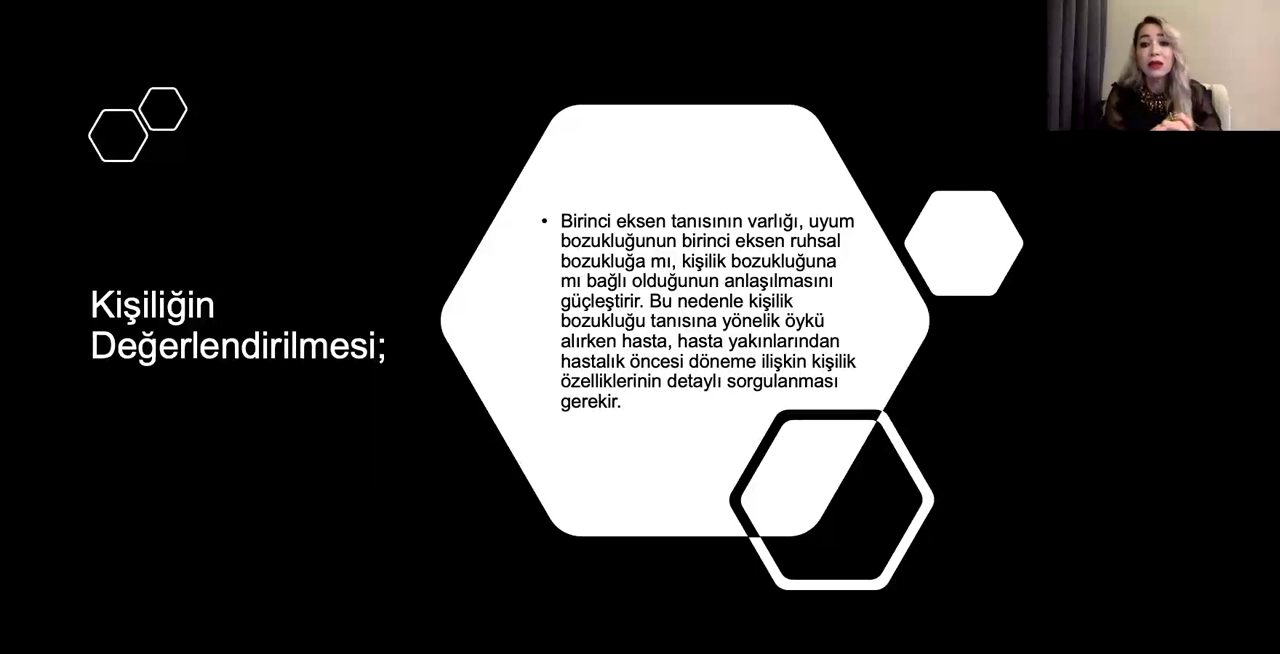 Kişiliğin
Değerlendirilmesi;
• Birinci eksen tanısının varlığı, uyum
bozukluğunun birinci eksen ruhsal
bozukluğa mı, kişilik bozukluğuna
mı bağlı olduğunun anlaşılmasını
güçleştirir. Bu nedenle kişilik
bozukluğu tanısına yönelik öykü
alırken hasta, hasta yakınlarından
hastalık öncesi döneme ilişkin kişilik
özelliklerinin detaylı sorgulanması
gerekir.